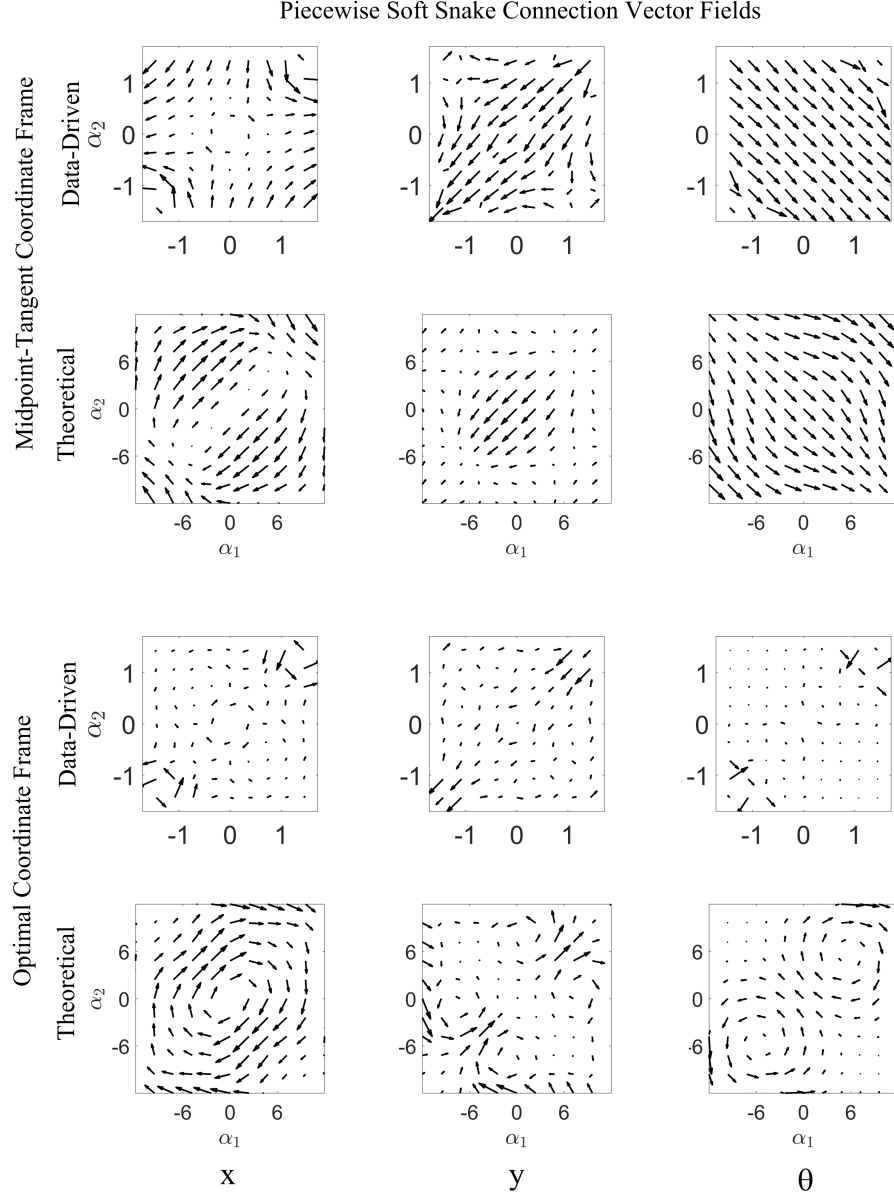 Piecewise Soft Snake Connection Vector Fields
Midpoint-Tangent Coordinate Frame
Data-Driven
α2
1
0
-1
-1 0 1
1
0
-1
-1 0 1
1
0
-1
-1 0 1
Theoretical
α2
6
0
-6
-6 0 6
α1
6
0
-6
-6 0 6
α1
6
0
-6
-6 0 6
α1
Optimal Coordinate Frame
Data-Driven
α2
1
0
-1
-1 0 1
1
0
-1
-1 0 1
1
0
-1
-1 0 1
Theoretical
α2
6
0
-6
-6 0 6
α1
6
0
-6
-6 0 6
α1
6
0
-6
-6 0 6
α1
x y θ